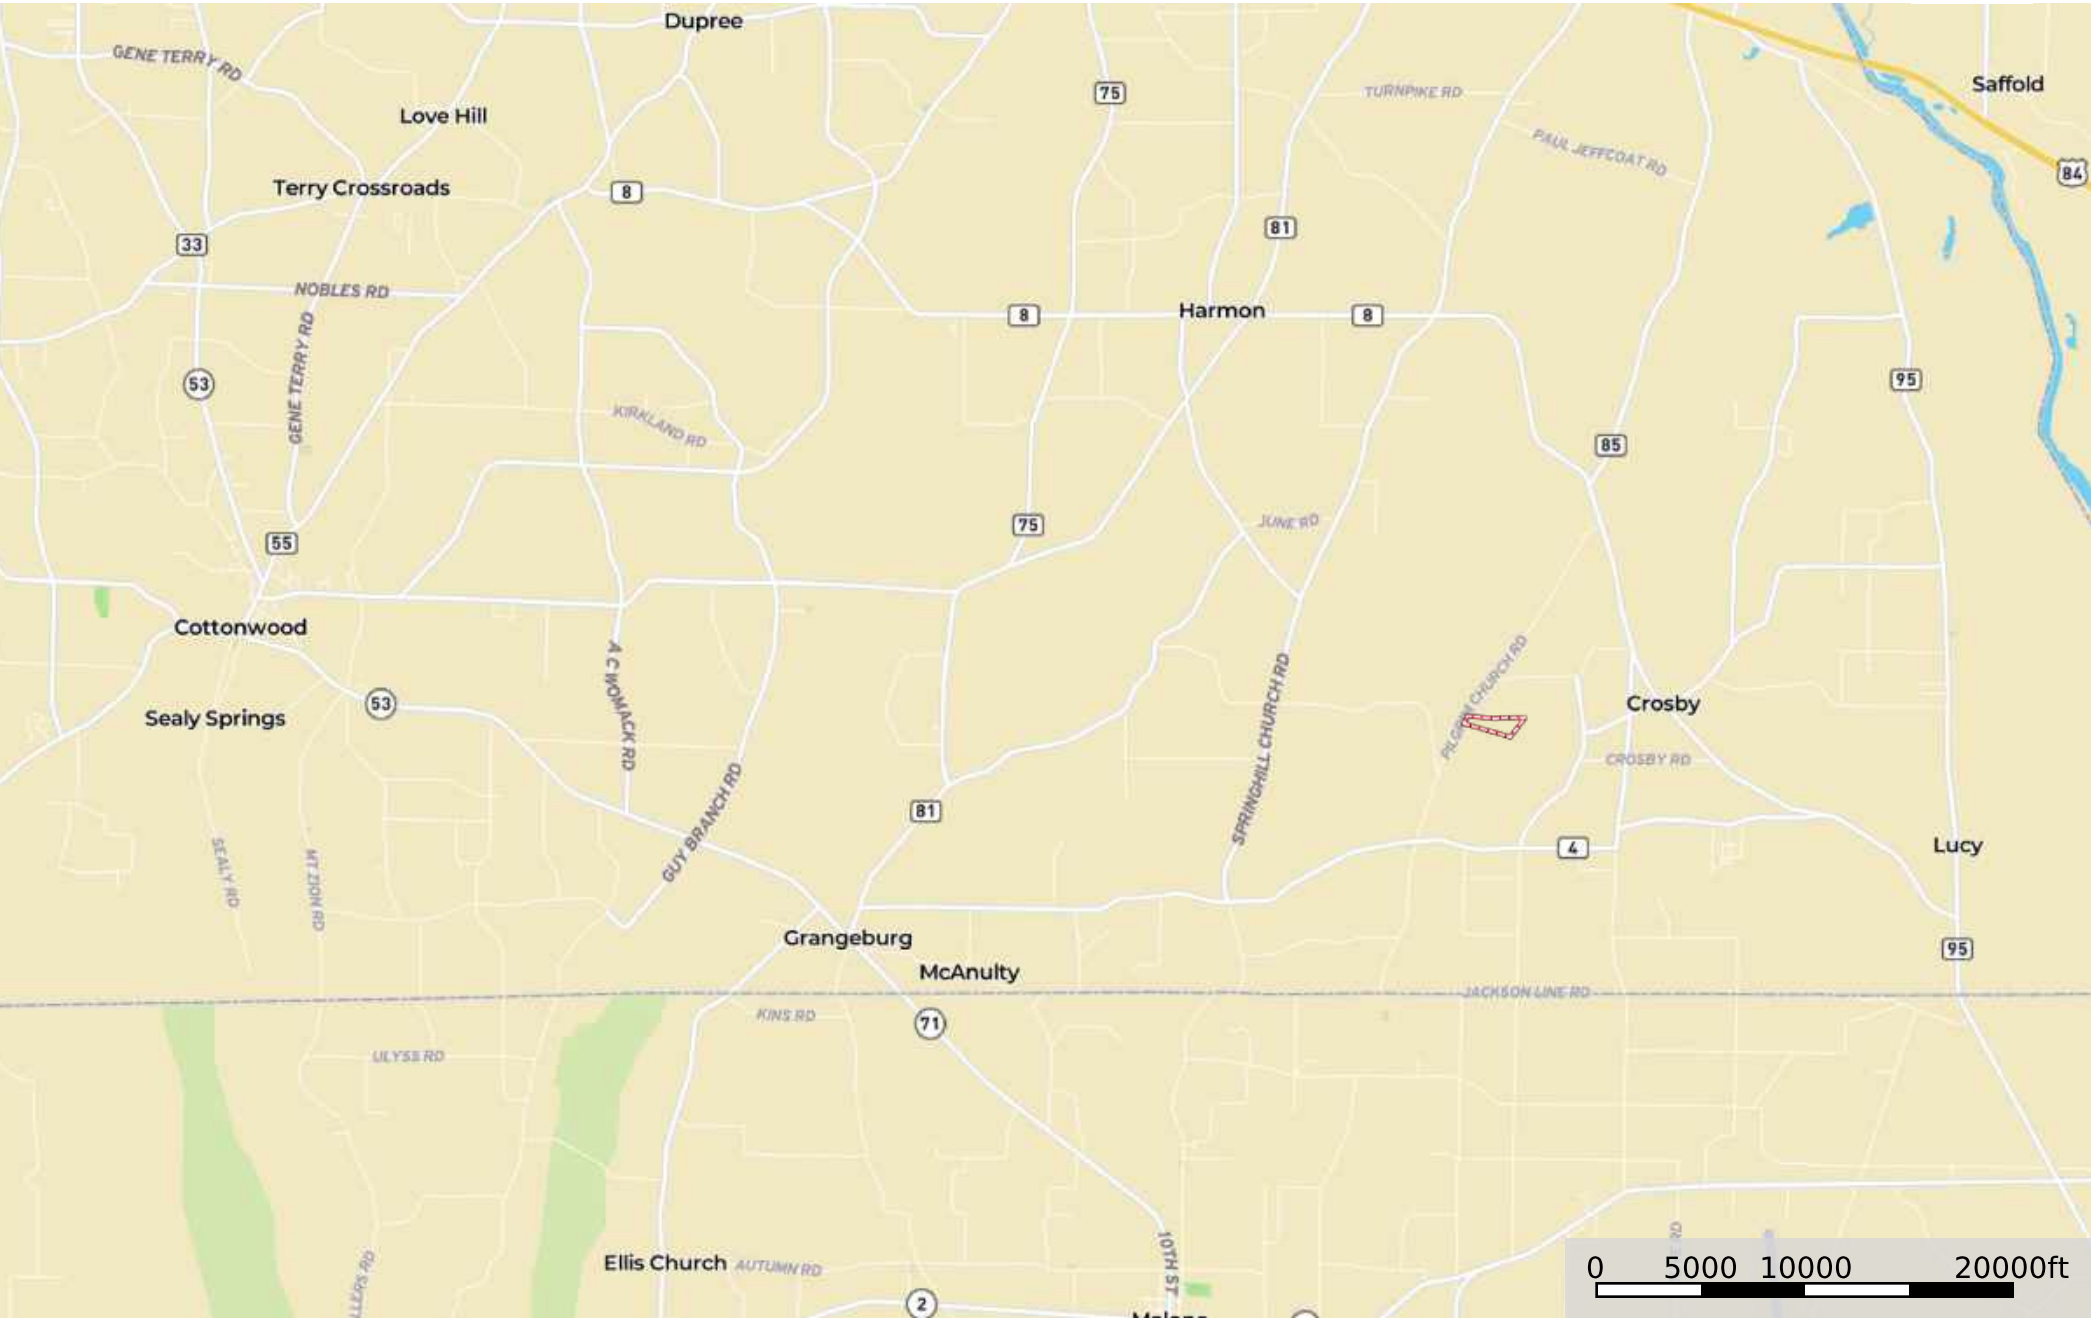 Dupree
GENE TERRY RD
75
TURNPIKE RD
Saffold
Love Hill
PAUL JEFFCOAT RD
84
Terry Crossroads
8
81
33
NOBLES RD
8
Harmon
8
GENE TERRY RD
53
95
KIRKLAND RD
85
75
JUNE RD
55
Cottonwood
A C WOMACK RD
SPRINGHILL CHURCH RD
PILGRIM CHURCH RD
53
Crosby
Sealy Springs
CROSBY RD
GUY BRANCH RD
81
SEALY RD
MT ZION RD
4
Lucy
Grangeburg
95
McAnulty
JACKSON LINE RD
KINS RD
71
ULYSS RD
10TH ST
RD
Ellis Church
AUTUMN RD
LLERS RD
2
0 5000 10000 20000ft